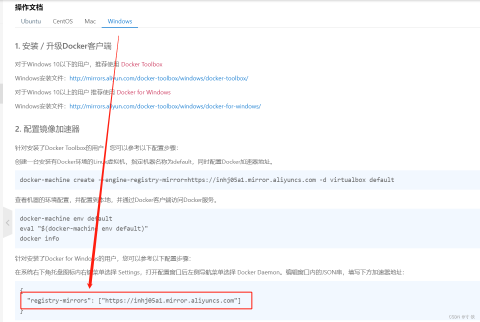 操作文档
Ubuntu CentOS Mac Windows
1. 安装 / 升级Docker客户端
对于Windows 10以下的用户，推荐使用 Docker Toolbox
Windows安装文件：http://mirrors.aliyun.com/docker-toolbox/windows/docker-toolbox/
对于Windows 10以上的用户 推荐使用 Docker for Windows
Windows安装文件：http://mirrors.aliyun.com/docker-toolbox/windows/docker-for-windows/
2. 配置镜像加速器
针对安装了Docker Toolbox的用户，您可以参考以下配置步骤：
创建一台安装有Docker环境的Linux虚拟机，指定机器名称为default，同时配置Docker加速器地址。
docker-machine create --engine-registry-mirror=https://inhj05a1.mirror.aliyuncs.com -d virtualbox default
查看机器的环境配置，并配置到本地，并通过Docker客户端访问Docker服务。
docker-machine env default
eval "$(docker-machine env default)"
docker info
针对安装了Docker for Windows的用户，您可以参考以下配置步骤：
在系统右下角托盘图标内右键菜单选择 Settings，打开配置窗口后左侧导航菜单选择 Docker Daemon。编辑窗口内的JSON串，填写下方加速器地址：
{
"registry-mirrors": ["https://inhj05a1.mirror.aliyuncs.com"]
}